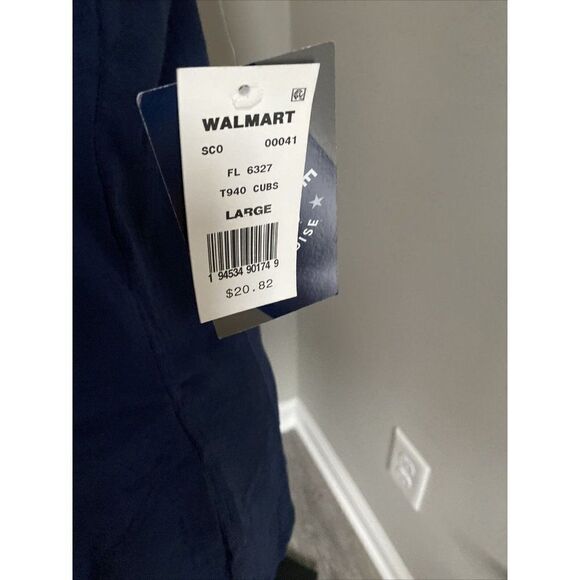 WALMART
SCO 00041
FL 6327
T940 CUBS
LARGE
1 94534 90174 9
$20.82